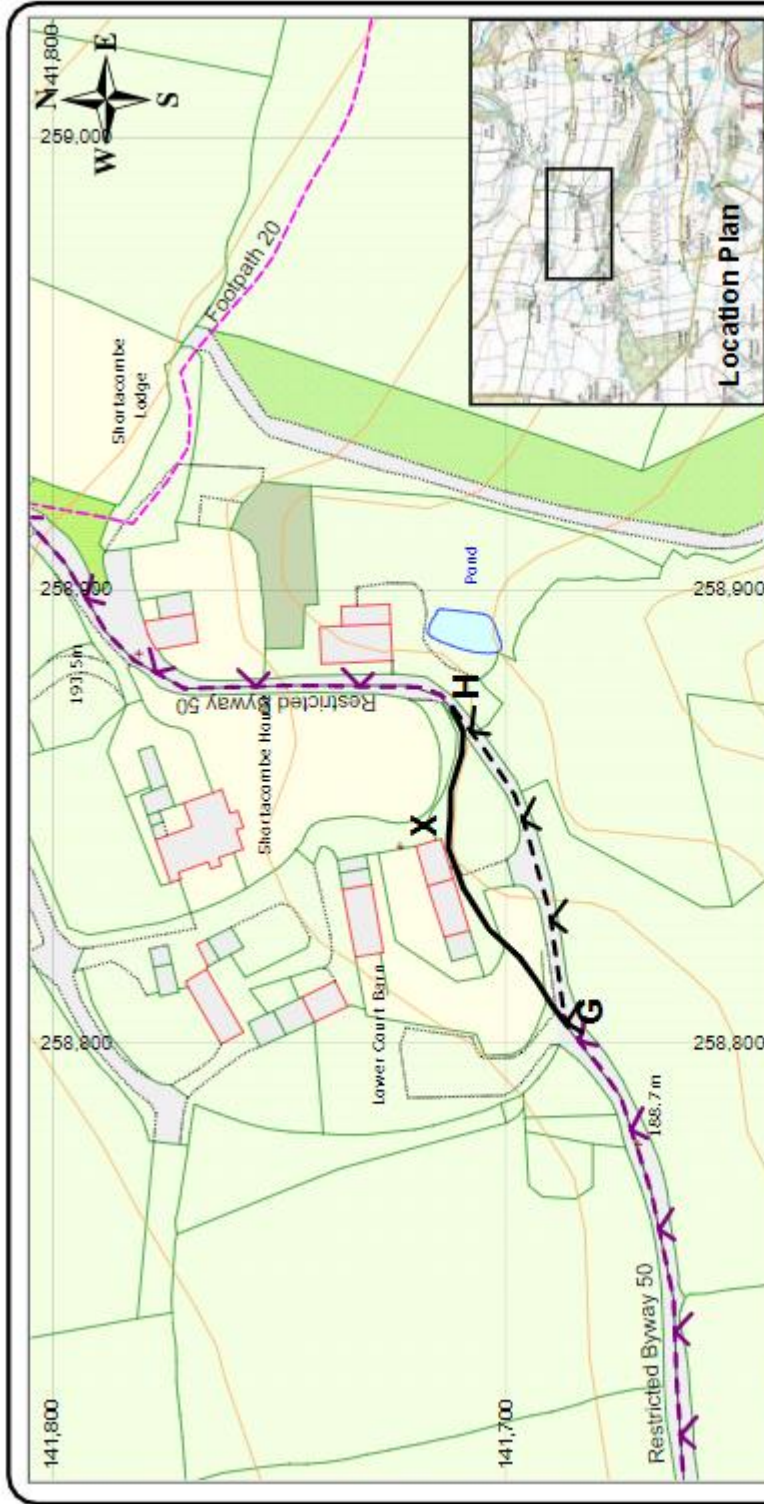 141,800
N
E
S
W
259,000
Footpath 20
Shortacombe
Lodge
193.5m
258,900
258,900
Restricted Byway 50
Shortacombe House
Pond
H
X
Lower Court Barn
G
258,800
258,800
188.7m
Restricted Byway 50
141,800
141,700
Location Plan